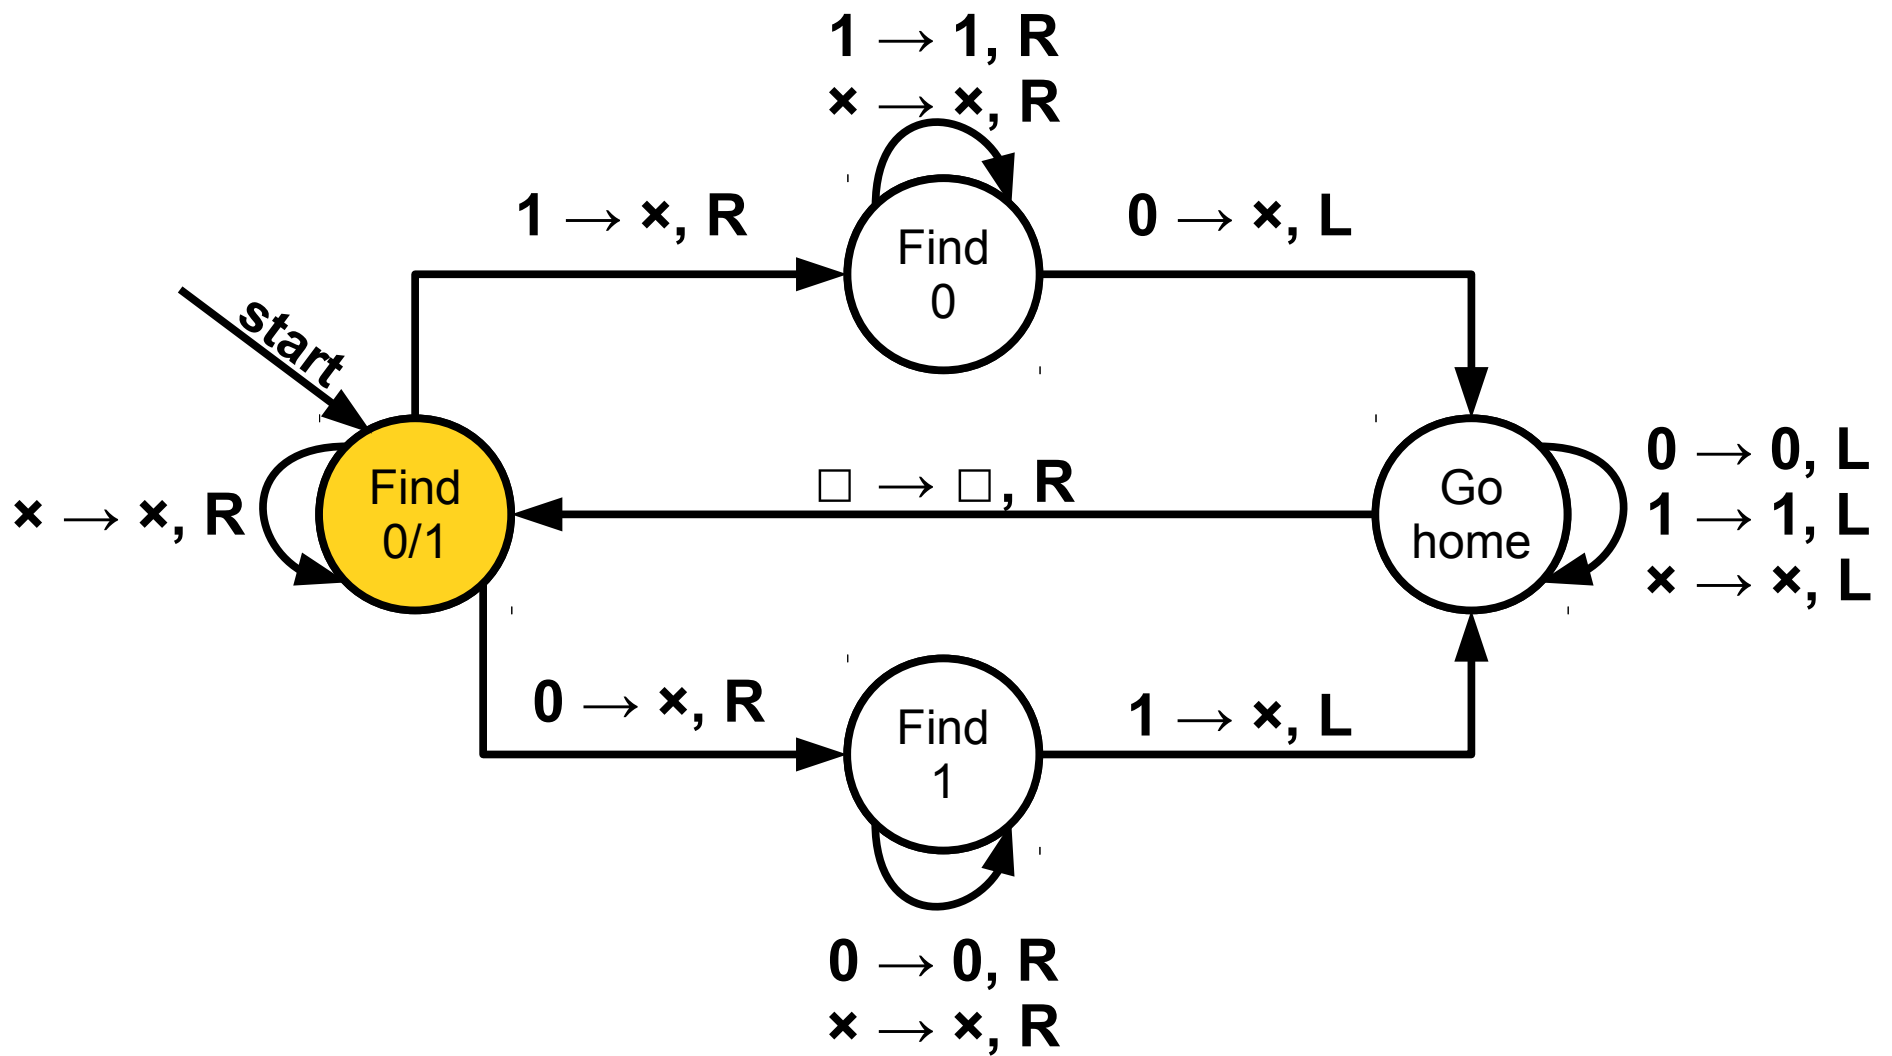 1 → 1, R
× → ×, R
1 → ×, R
0 → ×, L
Find
0
start
Find
0/1
× → ×, R
□ → □, R
Go
home
0 → 0, L
1 → 1, L
× → ×, L
0 → ×, R
1 → ×, L
Find
1
0 → 0, R
× → ×, R